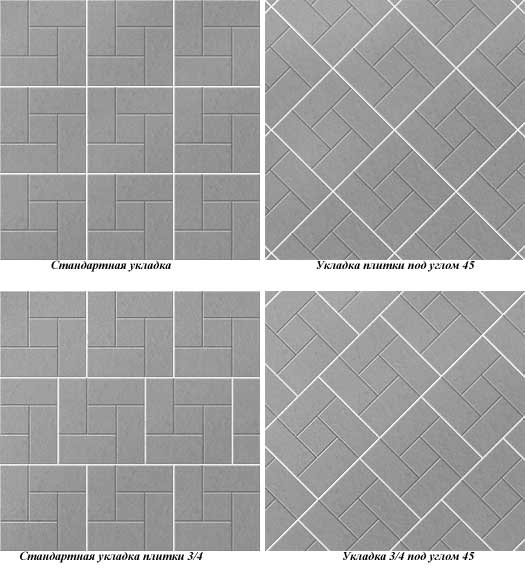 Стандартная укладка
Укладка плитки под углом 45
Стандартная укладка плитки 3/4
Укладка 3/4 под углом 45